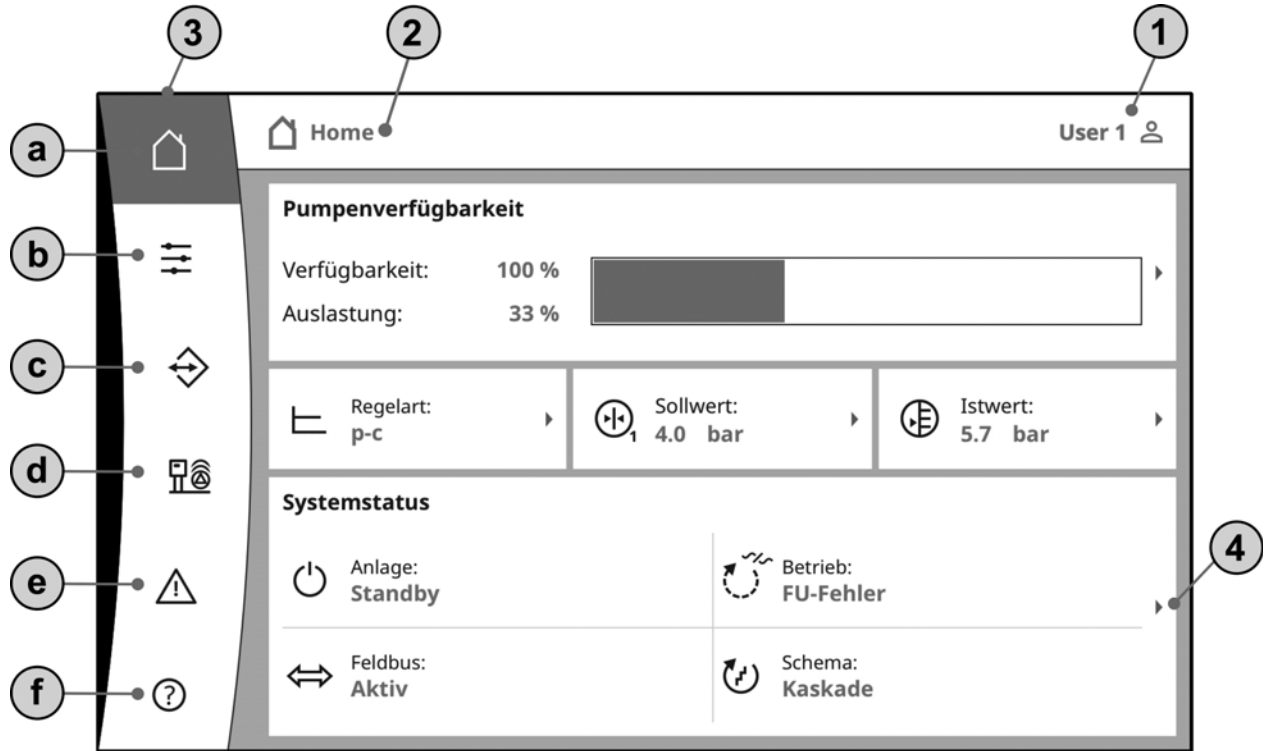 3
2
1
a
Home
User 1
Pumpenverfügbarkeit
b
Verfügbarkeit: 100 %
Auslastung: 33 %
c
Regelart:
p-c
1
Sollwert:
4.0 bar
Istwert:
5.7 bar
d
Systemstatus
4
e
Anlage:
Standby
Betrieb:
FU-Fehler
f
?
Feldbus:
Aktiv
Schema:
Kaskade